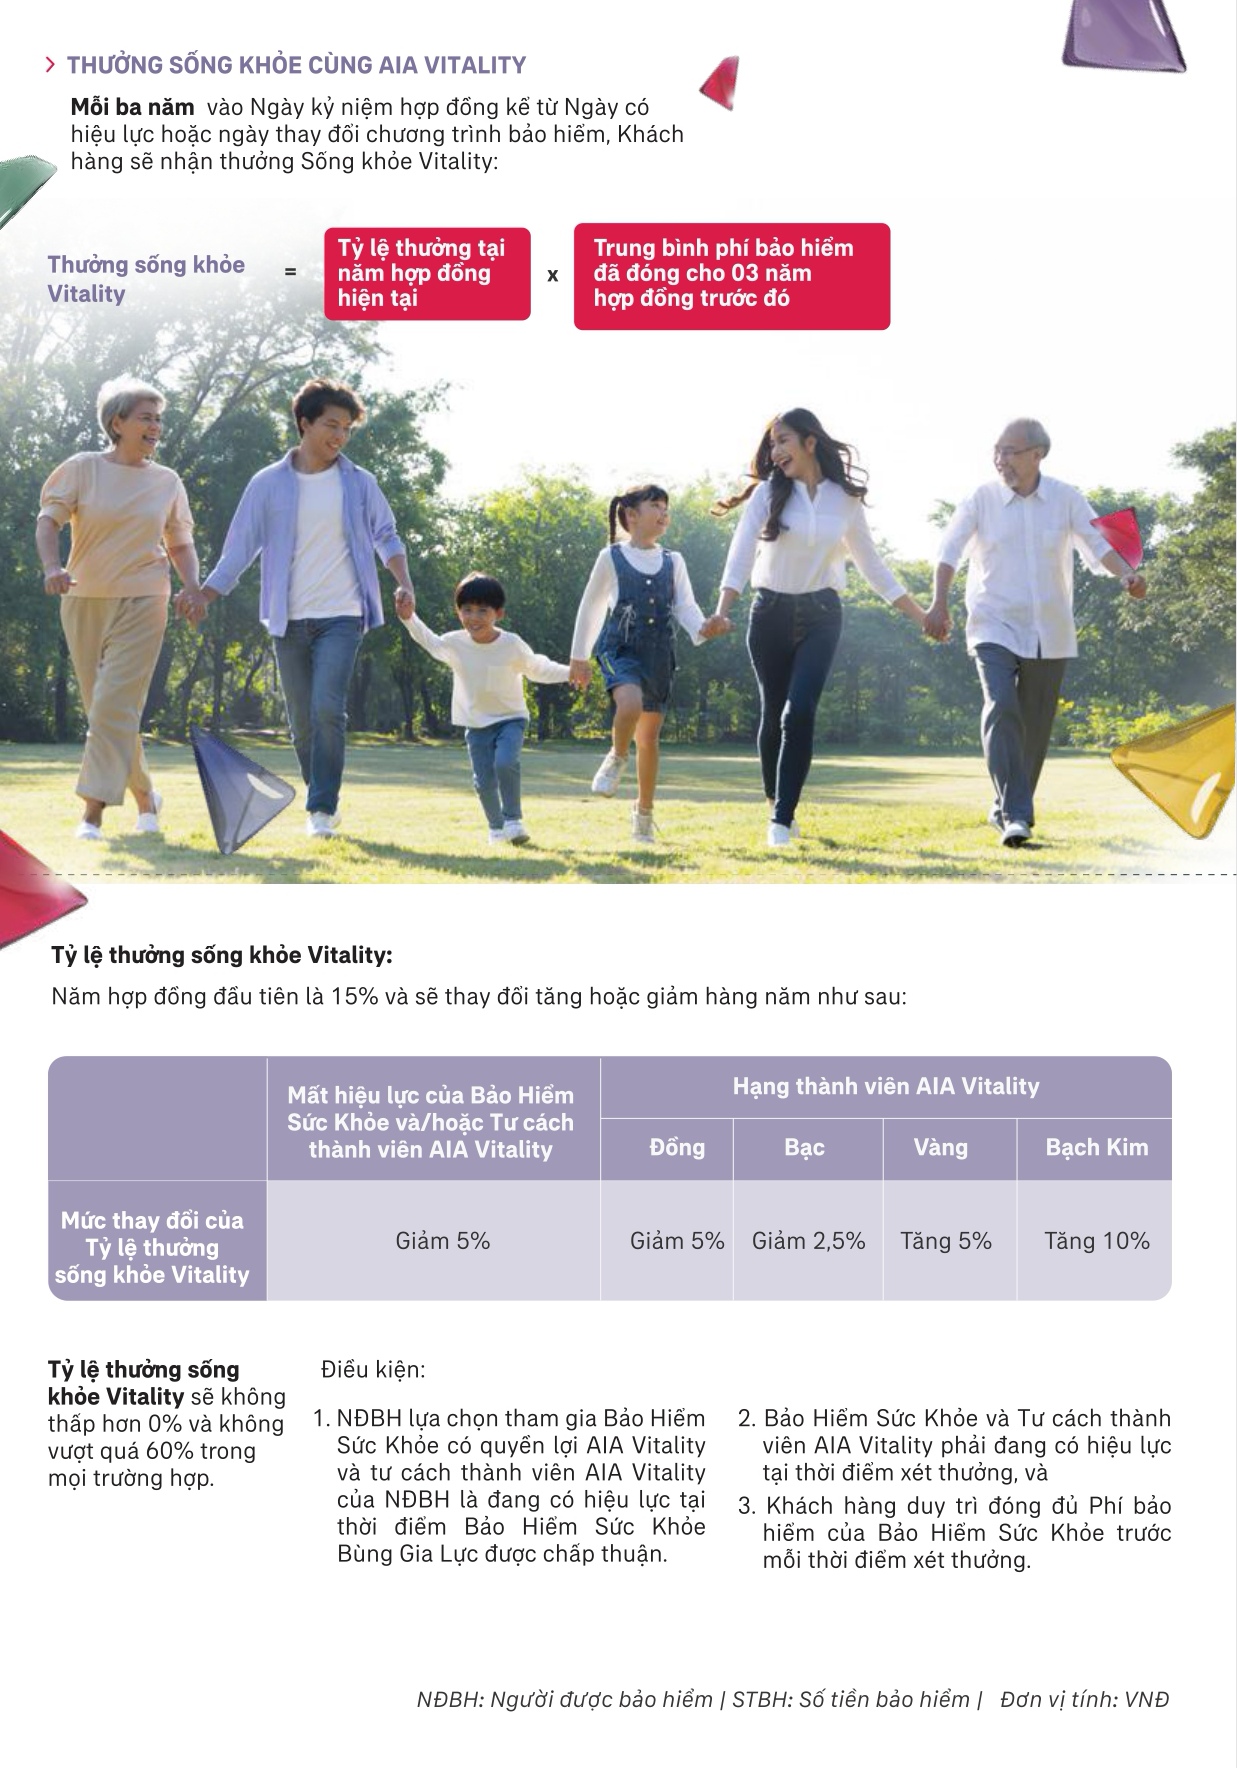 THƯỞNG SỐNG KHỎE CÙNG AIA VITALITY
Mỗi ba năm vào Ngày kỷ niệm hợp đồng kể từ Ngày có
hiệu lực hoặc ngày thay đổi chương trình bảo hiểm, Khách
hàng sẽ nhận thưởng Sống khỏe Vitality:
Thưởng sống khỏe
Vitality
=
Tỷ lệ thưởng tại
năm hợp đồng
hiện tại
x
Trung bình phí bảo hiểm
đã đóng cho 03 năm
hợp đồng trước đó
Tỷ lệ thưởng sống khỏe Vitality:
Năm hợp đồng đầu tiên là 15% và sẽ thay đổi tăng hoặc giảm hàng năm như sau:
Mất hiệu lực của Bảo Hiểm
Sức Khỏe và/hoặc Tư cách
thành viên AIA Vitality
Hạng thành viên AIA Vitality
Đồng Bạc Vàng Bạch Kim
Mức thay đổi của
Tỷ lệ thưởng
sống khỏe Vitality
Giảm 5% Giảm 5% Giảm 2,5% Tăng 5% Tăng 10%
Tỷ lệ thưởng sống
khỏe Vitality sẽ không
thấp hơn 0% và không
vượt quá 60% trong
mọi trường hợp.
Điều kiện:
1. NĐBH lựa chọn tham gia Bảo Hiểm
Sức Khỏe có quyền lợi AIA Vitality
và tư cách thành viên AIA Vitality
của NĐBH là đang có hiệu lực tại
thời điểm Bảo Hiểm Sức Khỏe
Bùng Gia Lực được chấp thuận.
2. Bảo Hiểm Sức Khỏe và Tư cách thành
viên AIA Vitality phải đang có hiệu lực
tại thời điểm xét thưởng, và
3. Khách hàng duy trì đóng đủ Phí bảo
hiểm của Bảo Hiểm Sức Khỏe trước
mỗi thời điểm xét thưởng.
NĐBH: Người được bảo hiểm | STBH: Số tiền bảo hiểm | Đơn vị tính: VNĐ